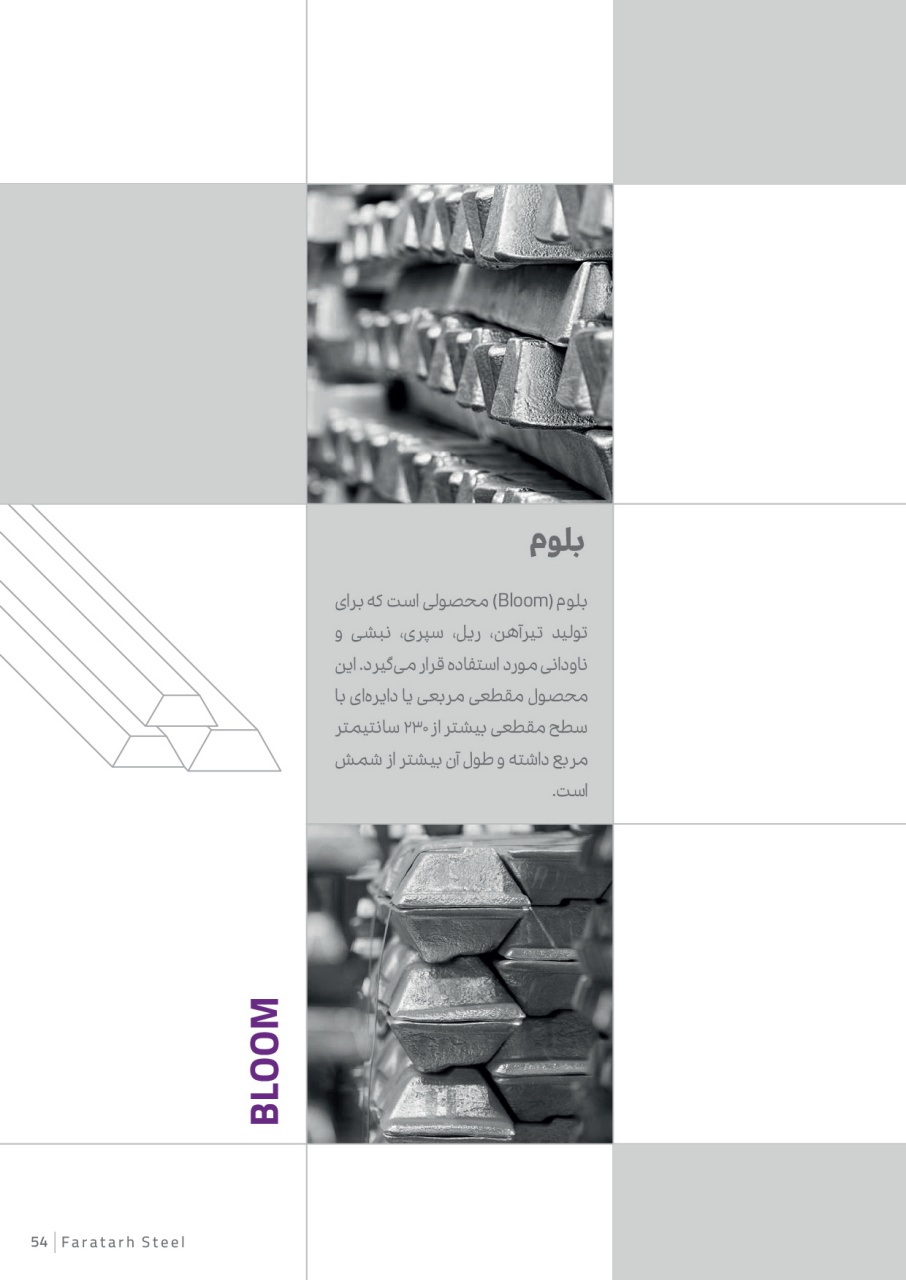 بلوم
بلوم (Bloom) محصولی است که برای
تولید تیرآهن، ریل، سپری، نبشی و
ناودانی مورد استفاده قرار می‌گیرد. این
محصول مقطعی مربعی یا دایره‌ای با
سطح مقطعی بیشتر از ۲۳۰ سانتیمتر
مربع داشته و طول آن بیشتر از شمش
است.
BLOOM
54 | Faratarh Steel